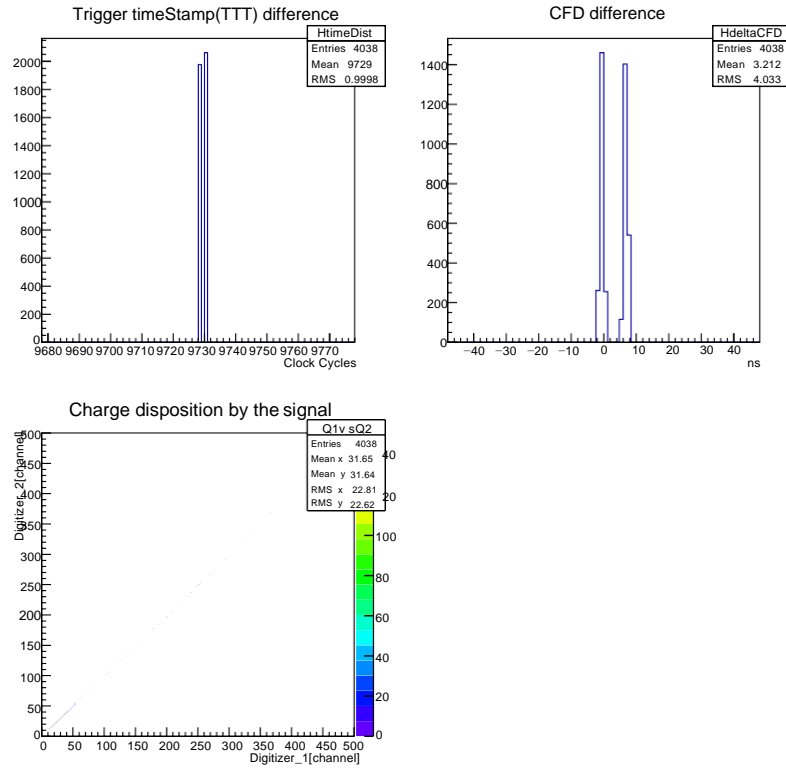 Trigger timeStamp(TTT) difference
HtimeDist
Entries 4038
Mean 9729
RMS 0.9998
2000
1800
1600
1400
1200
1000
800
600
400
200
0
9680 9690 9700 9710 9720 9730 9740 9750 9760 9770
Clock Cycles
CFD difference
HdeltaCFD
Entries 4038
Mean 3.212
RMS 4.033
1400
1200
1000
800
600
400
200
0
−40 −30 −20 −10 0 10 20 30 40
ns
Charge disposition by the signal
Q1v sQ2
Entries 4038
Mean x 31.65
Mean y 31.64
RMS x 22.81
RMS y 22.62
Digitizer_2[channel]
500
450
400
350
300
250
200
150
100
50
0
0 50 100 150 200 250 300 350 400 450 500
Digitizer_1[channel]
40
20
100
80
60
40
20
0